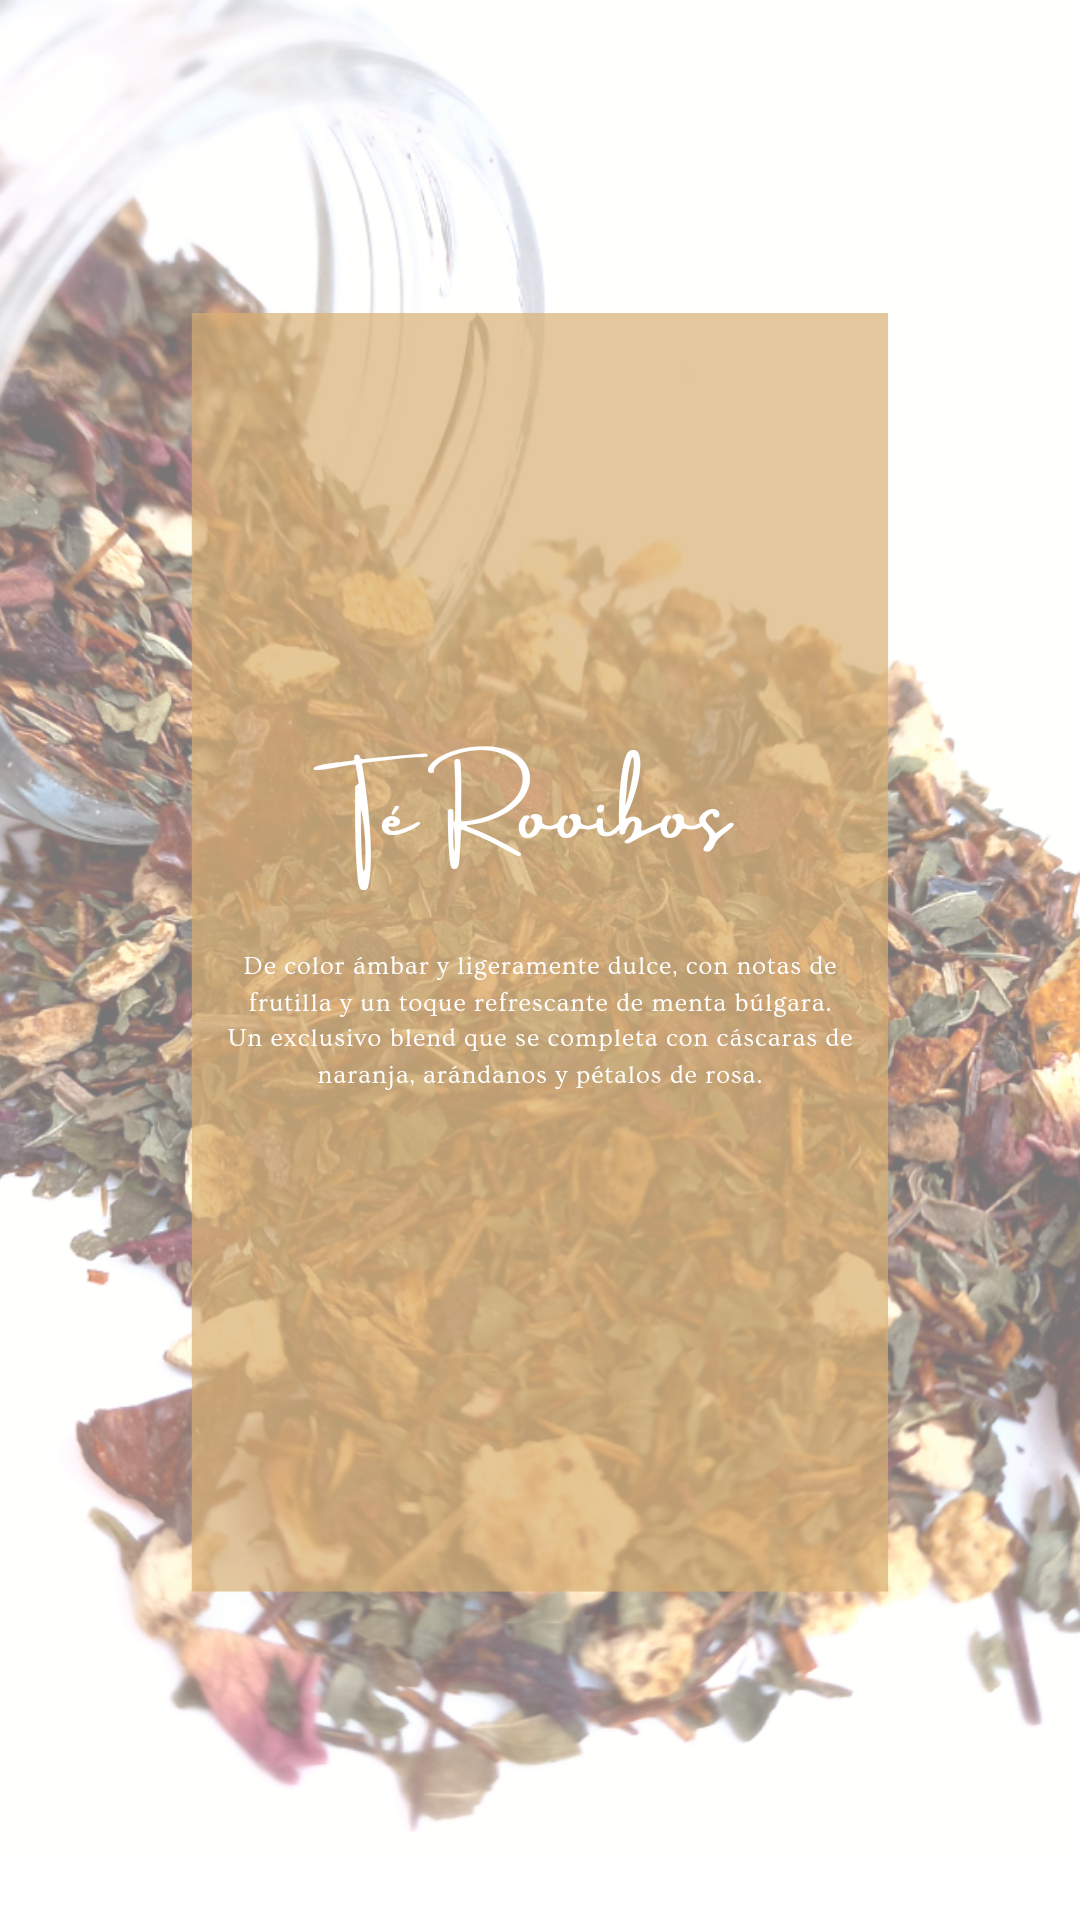 Té Rooibos
De color ámbar y ligeramente dulce, con notas de
frutilla y un toque refrescante de menta búlgara.
Un exclusivo blend que se completa con cáscaras de
naranja, arándanos y pétalos de rosa.